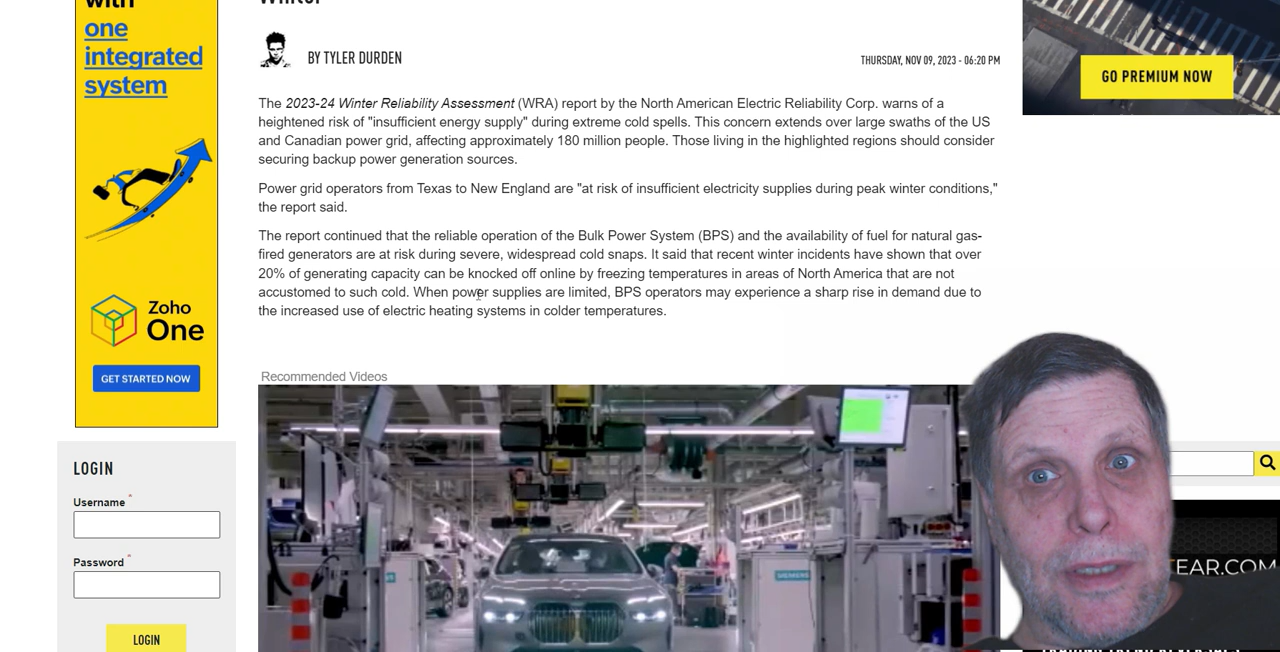 with
one
integrated
system
Zoho
One
GET STARTED NOW
LOGIN
Username *
Password *
LOGIN
Winter
BY TYLER DURDEN
THURSDAY, NOV 09, 2023 - 06:20 PM
The 2023-24 Winter Reliability Assessment (WRA) report by the North American Electric Reliability Corp. warns of a
heightened risk of "insufficient energy supply" during extreme cold spells. This concern extends over large swaths of the US
and Canadian power grid, affecting approximately 180 million people. Those living in the highlighted regions should consider
securing backup power generation sources.
Power grid operators from Texas to New England are "at risk of insufficient electricity supplies during peak winter conditions,"
the report said.
The report continued that the reliable operation of the Bulk Power System (BPS) and the availability of fuel for natural gas-
fired generators are at risk during severe, widespread cold snaps. It said that recent winter incidents have shown that over
20% of generating capacity can be knocked off online by freezing temperatures in areas of North America that are not
accustomed to such cold. When power supplies are limited, BPS operators may experience a sharp rise in demand due to
the increased use of electric heating systems in colder temperatures.
Recommended Videos
SIEMENS
GO PREMIUM NOW
EAR.COM